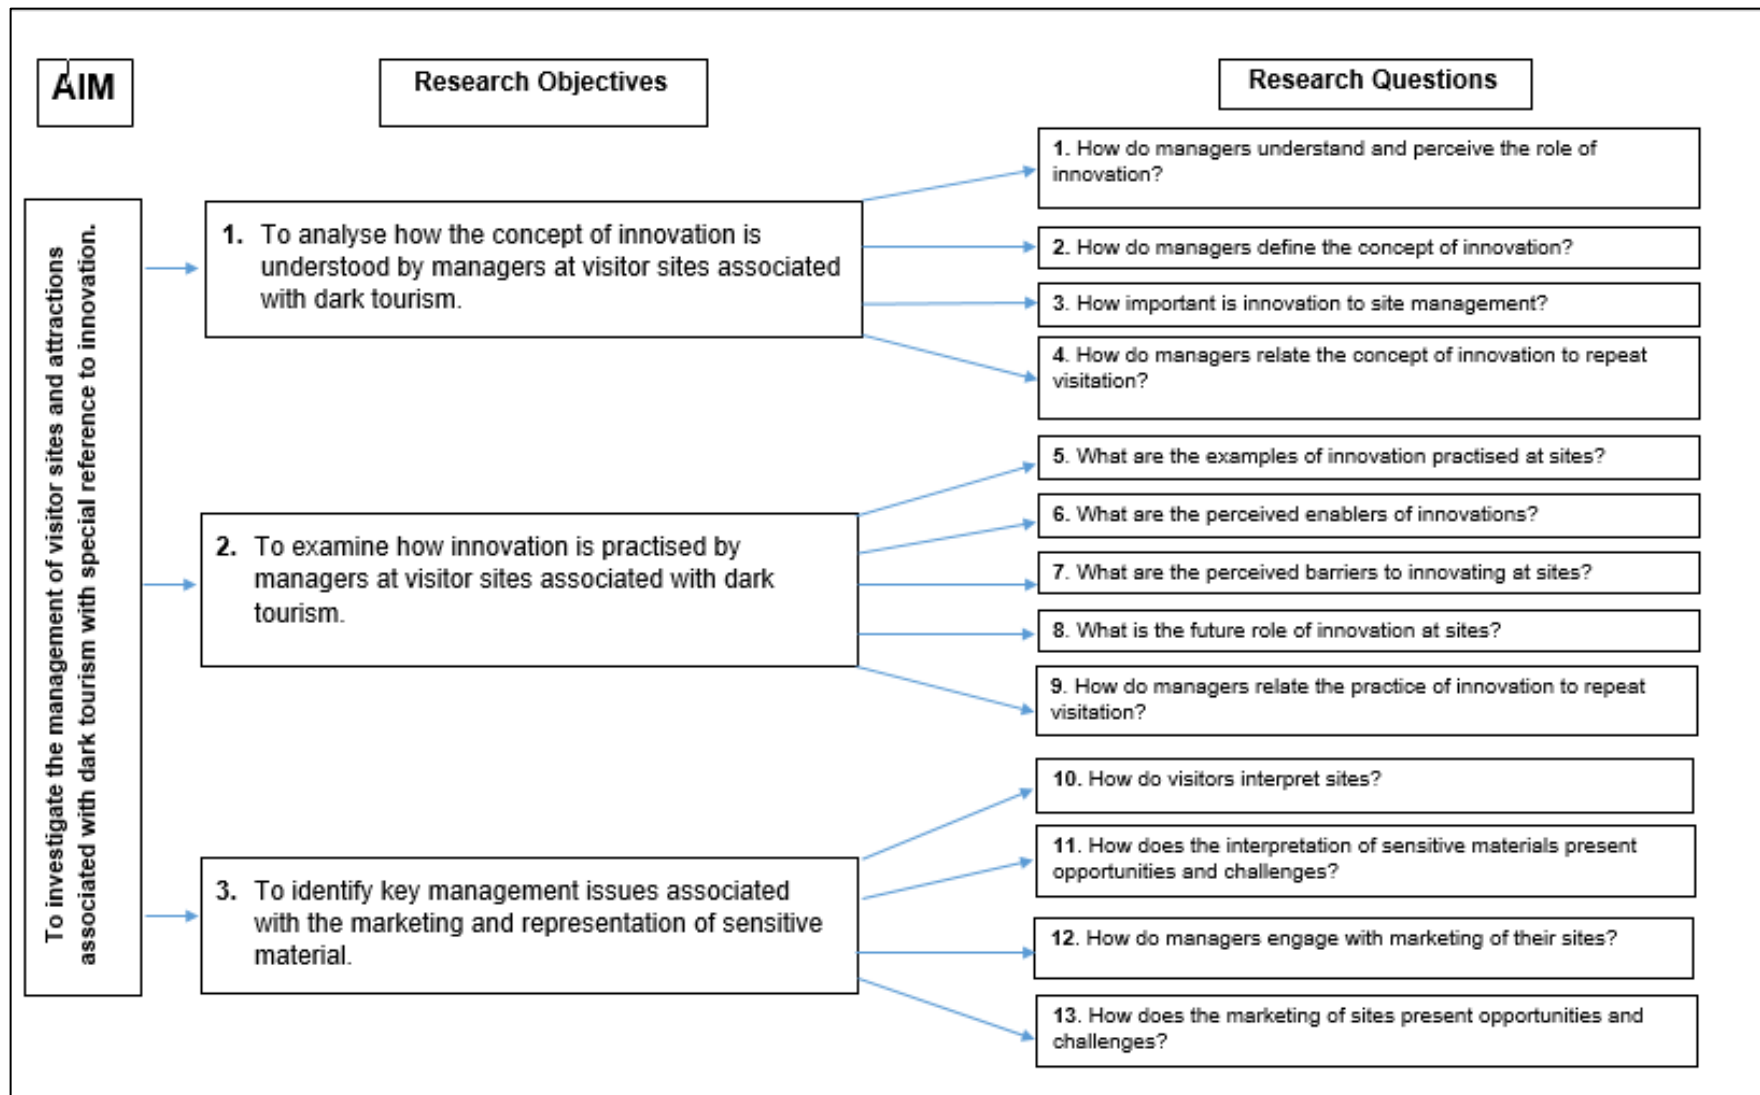 AIM
Research Objectives
Research Questions
To investigate the management of visitor sites and attractions
associated with dark tourism with special reference to innovation.
1. To analyse how the concept of innovation is
understood by managers at visitor sites associated
with dark tourism.
1. How do managers understand and perceive the role of
innovation?
2. How do managers define the concept of innovation?
3. How important is innovation to site management?
4. How do managers relate the concept of innovation to repeat
visitation?
2. To examine how innovation is practised by
managers at visitor sites associated with dark
tourism.
5. What are the examples of innovation practised at sites?
6. What are the perceived enablers of innovations?
7. What are the perceived barriers to innovating at sites?
8. What is the future role of innovation at sites?
9. How do managers relate the practice of innovation to repeat
visitation?
3. To identify key management issues associated
with the marketing and representation of sensitive
material.
10. How do visitors interpret sites?
11. How does the interpretation of sensitive materials present
opportunities and challenges?
12. How do managers engage with marketing of their sites?
13. How does the marketing of sites present opportunities and
challenges?